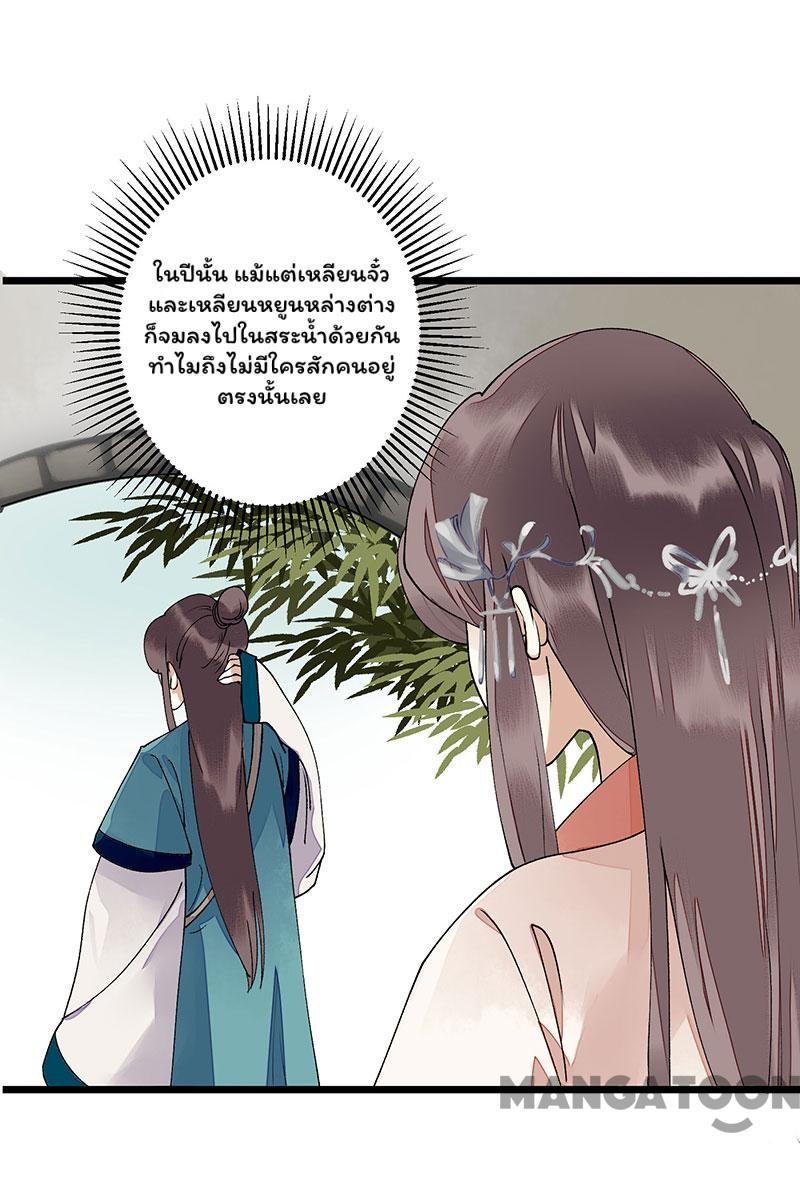 ในปีนั้น แม้แต่เหลียนจั๋ว
และเหลียนหยูนหล่างต่าง
ก็จมลงไปในสระน้ำด้วยกัน
ทำไมถึงไม่มีใครสักคนอยู่
ตรงนั้นเลย
MANGATOON